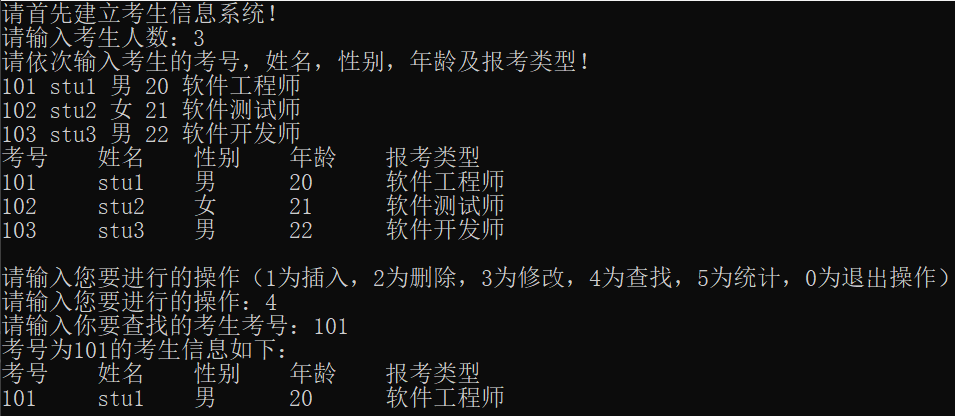 请首先建立考生信息系统！
请输入考生人数：3
请依次输入考生的考号，姓名，性别，年龄及报考类型！
101 stu1 男 20 软件工程师
102 stu2 女 21 软件测试师
103 stu3 男 22 软件开发师
考号 姓名 性别 年龄 报考类型
101 stu1 男 20 软件工程师
102 stu2 女 21 软件测试师
103 stu3 男 22 软件开发师
请输入您要进行的操作（1为插入，2为删除，3为修改，4为查找，5为统计，0为退出操作）
请输入您要进行的操作：4
请输入你要查找的考生考号：101
考号为101的考生信息如下：
考号 姓名 性别 年龄 报考类型
101 stu1 男 20 软件工程师